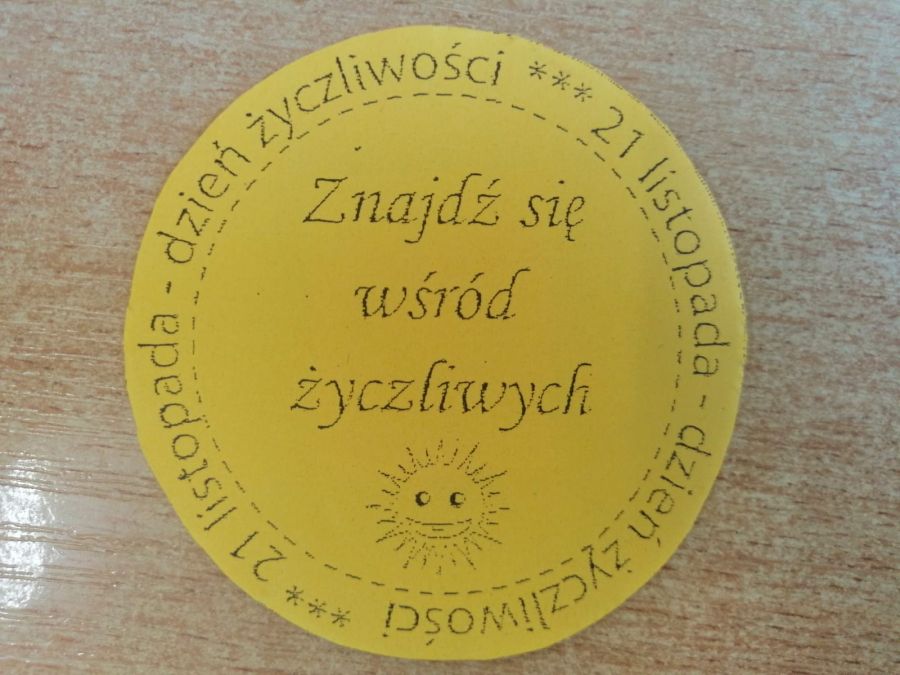 21 listopada - dzień życzliwości *** 21 listopada - dzień życzliwości ***
Znajdź się
wśród
życzliwych